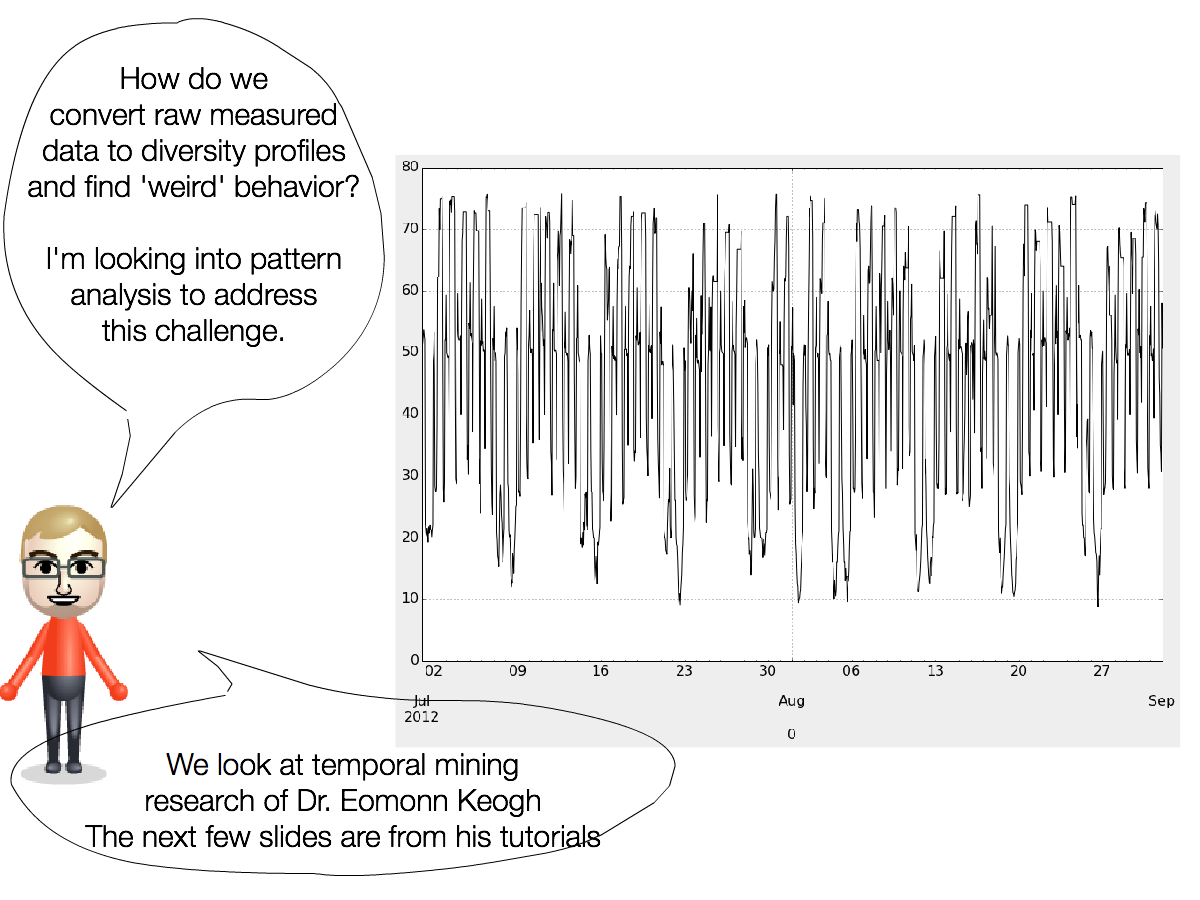 How do we
convert raw measured
data to diversity profiles
and find 'weird' behavior?
I'm looking into pattern
analysis to address
this challenge.
80
70
60
50
40
30
20
10
0
02 09 16 23 30 06 13 20 27
Jul Aug Sep
2012
0
We look at temporal mining
research of Dr. Eomonn Keogh
The next few slides are from his tutorials